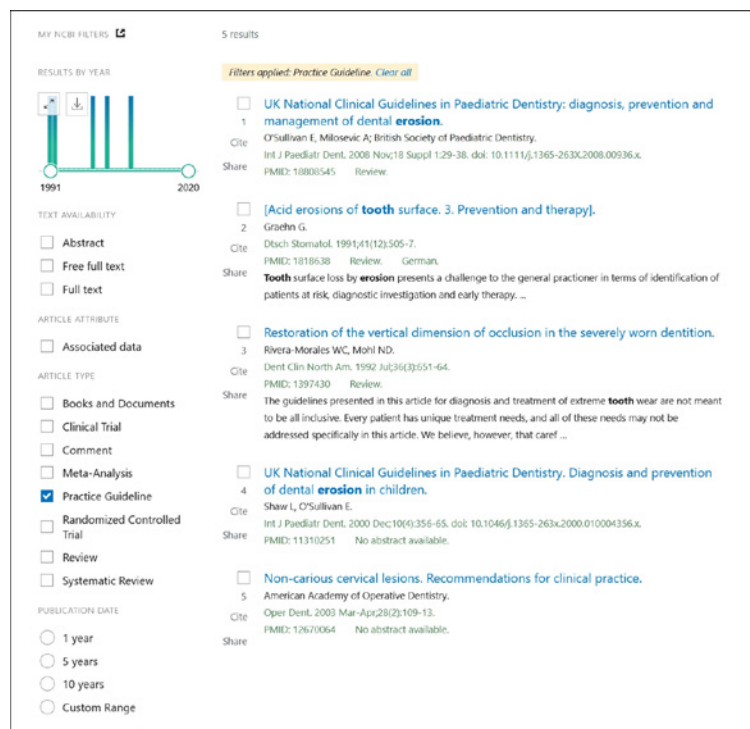 MY NCBI FILTERS
5 results
RESULTS BY YEAR
1991
2020
TEXT AVAILABILITY
Abstract
Free full text
Full text
ARTICLE ATTRIBUTE
Associated data
ARTICLE TYPE
Books and Documents
Clinical Trial
Comment
Meta-Analysis
Practice Guideline
Randomized Controlled
Trial
Review
Systematic Review
PUBLICATION DATE
1 year
5 years
10 years
Custom Range
Filters applied: Practice Guideline. Clear all
UK National Clinical Guidelines in Paediatric Dentistry: diagnosis, prevention and
management of dental erosion.
1
Cite
Share
O'Sullivan E, Milosevic A; British Society of Paediatric Dentistry.
Int J Paediatr Dent. 2008 Nov;18 Suppl 1:29-38. doi: 10.1111/j.1365-263X.2008.00936.x.
PMID: 18808545 Review.
[Acid erosions of tooth surface. 3. Prevention and therapy].
2
Cite
Share
Graehn G.
Dtsch Stomatol. 1991;41(12):505-7.
PMID: 1818638 Review. German.
Tooth surface loss by erosion presents a challenge to the general practioner in terms of identification of
patients at risk, diagnostic investigation and early therapy. ...
Restoration of the vertical dimension of occlusion in the severely worn dentition.
3
Cite
Share
Rivera-Morales WC, Mohl ND.
Dent Clin North Am. 1992 Jul;36(3):651-64.
PMID: 1397430 Review.
The guidelines presented in this article for diagnosis and treatment of extreme tooth wear are not meant
to be all inclusive. Every patient has unique treatment needs, and all of these needs may not be
addressed specifically in this article. We believe, however, that caref ...
UK National Clinical Guidelines in Paediatric Dentistry. Diagnosis and prevention
of dental erosion in children.
4
Cite
Share
Shaw L, O'Sullivan E.
Int J Paediatr Dent. 2000 Dec;10(4):356-65. doi: 10.1046/j.1365-263x.2000.010004356.x.
PMID: 11310251 No abstract available.
Non-carious cervical lesions. Recommendations for clinical practice.
5
Cite
Share
American Academy of Operative Dentistry.
Oper Dent. 2003 Mar-Apr;28(2):109-13.
PMID: 12670064 No abstract available.